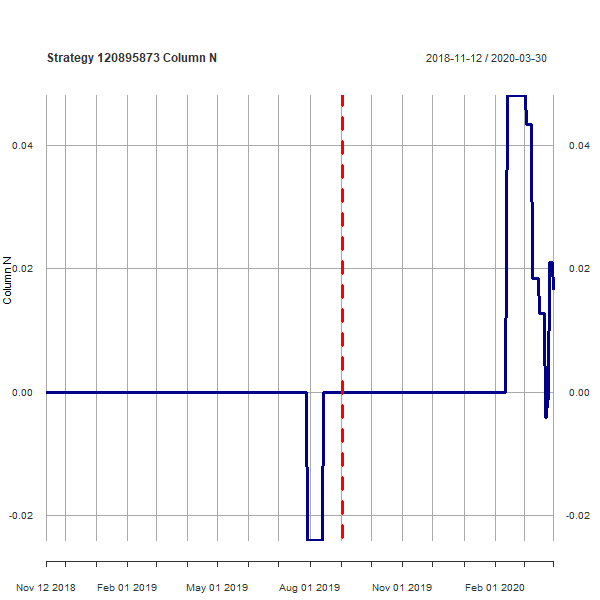 Strategy 120895873 Column N
2018-11-12 / 2020-03-30
0.04
0.02
0.00
-0.02
Column N
0.04
0.02
0.00
-0.02
Nov 12 2018
Feb 01 2019
May 01 2019
Aug 01 2019
Nov 01 2019
Feb 01 2020